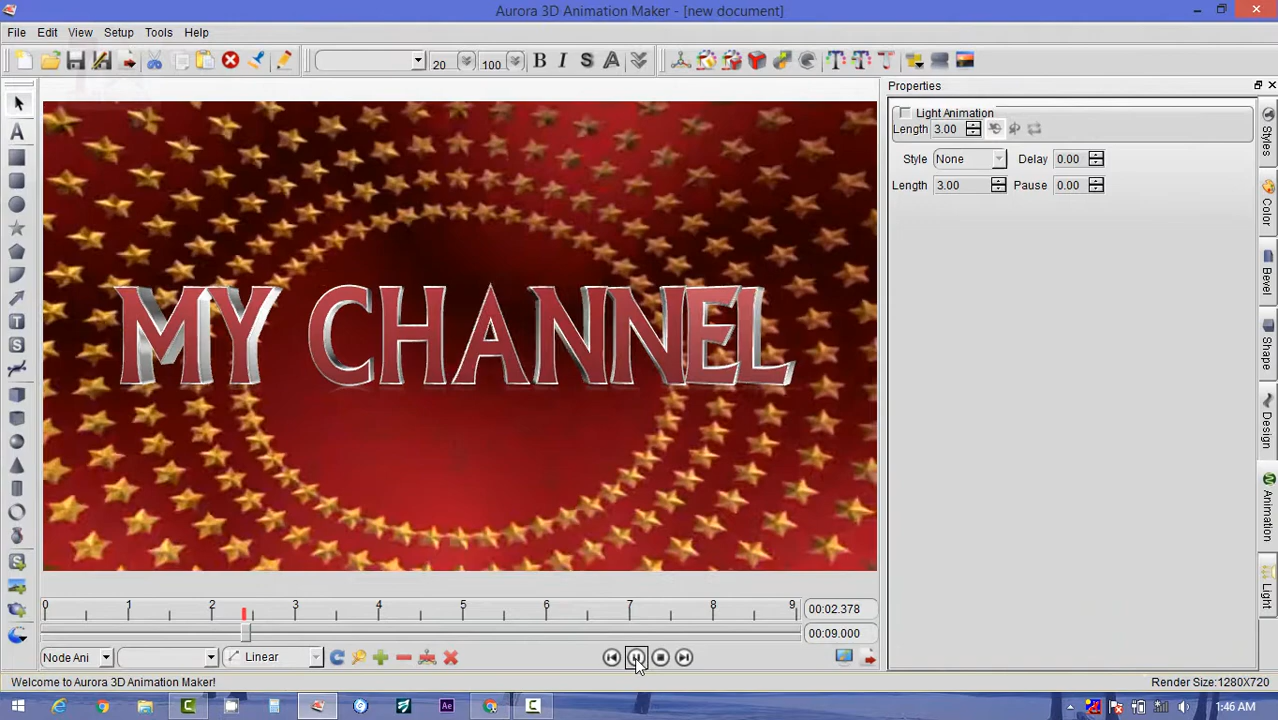 Aurora 3D Animation Maker - [new document]
File Edit View Setup Tools Help
20 100 B I S A
Properties
Light Animation
Length 3.00
Style None Delay 0.00
Length 3.00 Pause 0.00
Styles
Color
Bevel
Shape
Design
Animation
Light
MY CHANNEL
0 1 2 3 4 5 6 7 8 9
00:02.378
00:09.000
Node Ani Linear
Welcome to Aurora 3D Animation Maker! Render Size:1280X720
Ae
1:46 AM